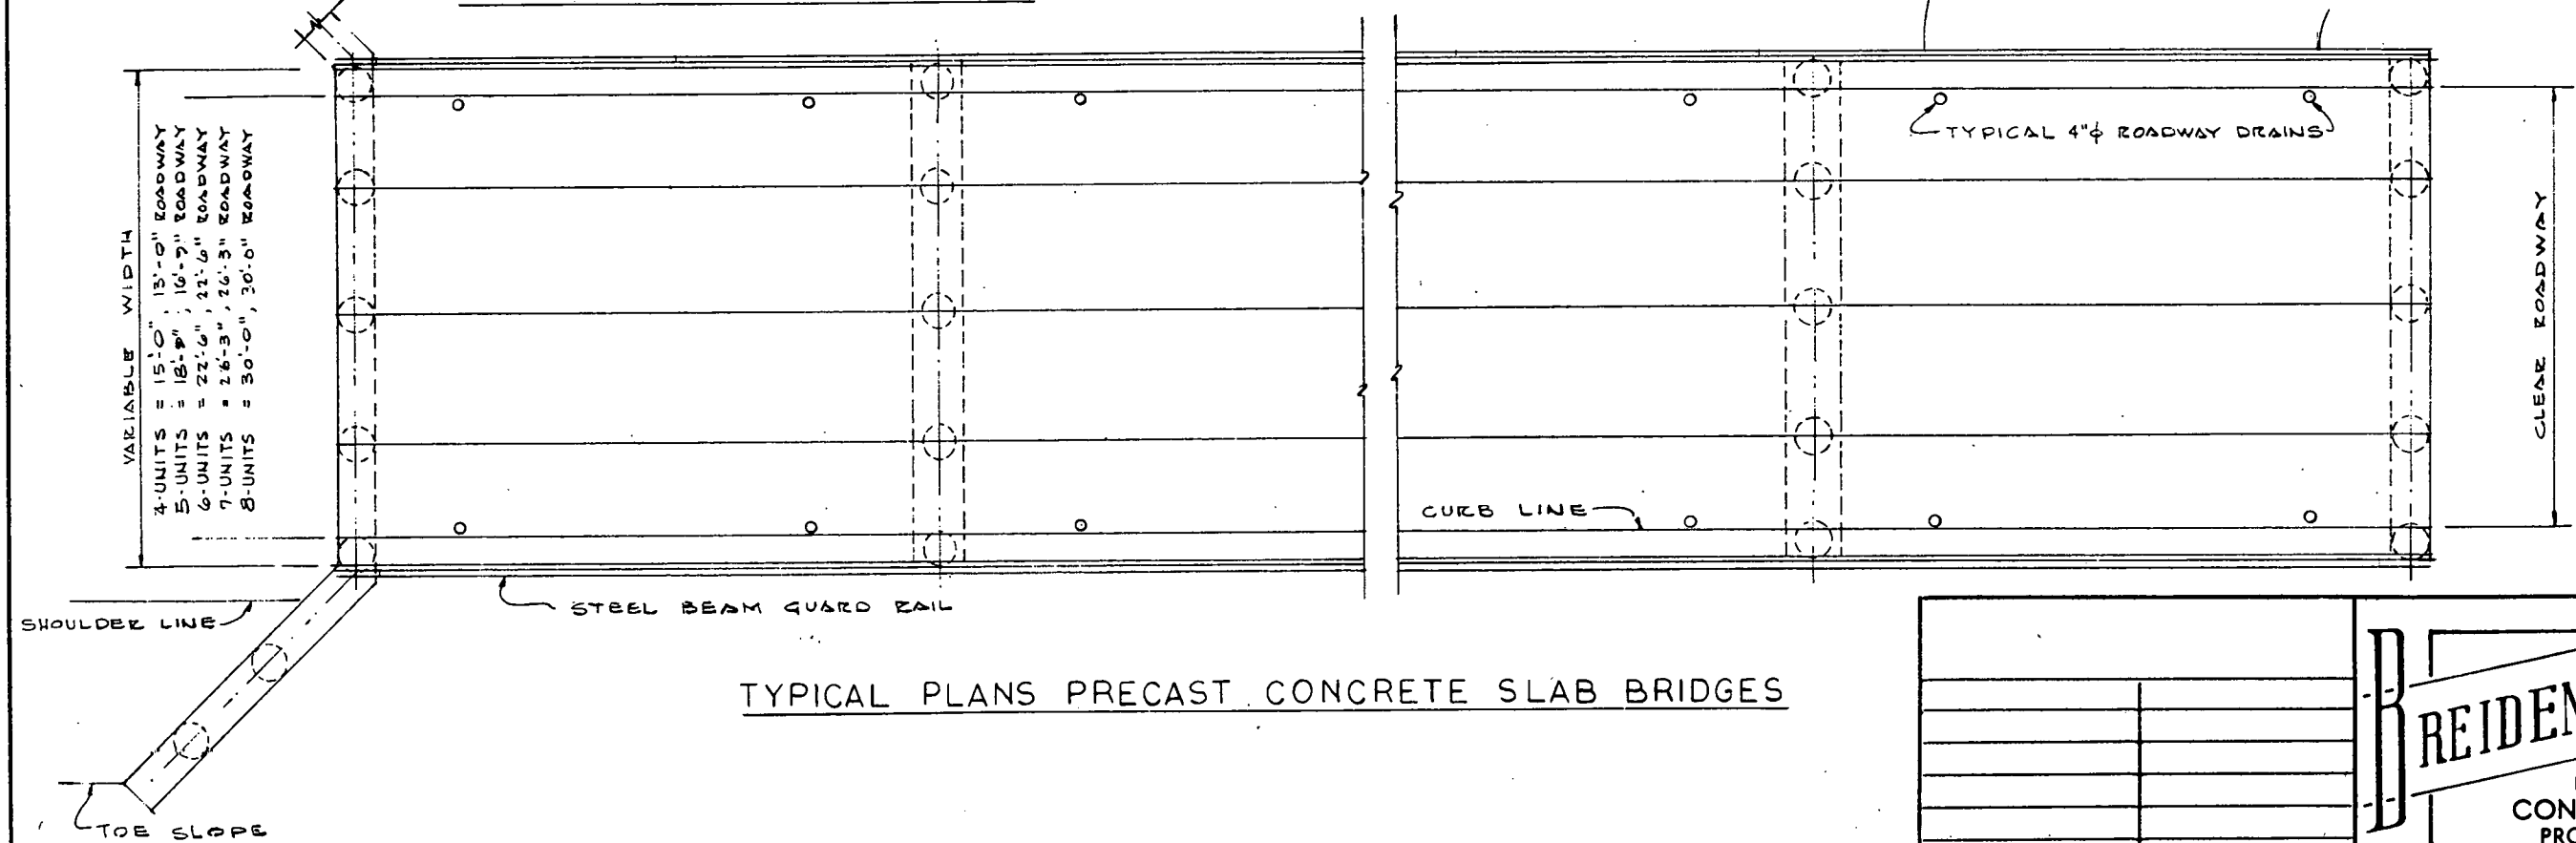 TYPICAL 4"ϕ ROADWAY DRAINS
VARIABLE WIDTH
4-UNITS = 15'-0", 13'-0" ROADWAY
5-UNITS = 18'-9", 16'-9" ROADWAY
6-UNITS = 22'-6", 22'-6" ROADWAY
7-UNITS = 26'-3", 26'-3" ROADWAY
8-UNITS = 30'-0", 30'-0" ROADWAY
CLEAR ROADWAY
CURB LINE
STEEL BEAM GUARD RAIL
SHOULDER LINE
TYPICAL PLANS PRECAST CONCRETE SLAB BRIDGES
TOE SLOPE
BREIDEN
CON
PRO